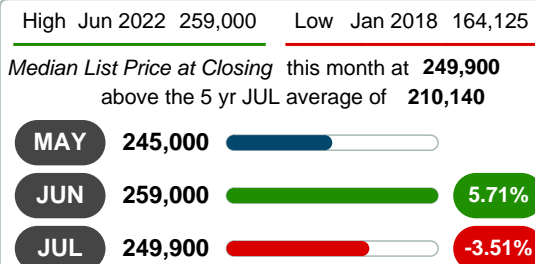 High Jun 2022 259,000 Low Jan 2018 164,125
Median List Price at Closing this month at 249,900
above the 5 yr JUL average of 210,140
MAY 245,000
JUN 259,000 5.71%
JUL 249,900 -3.51%